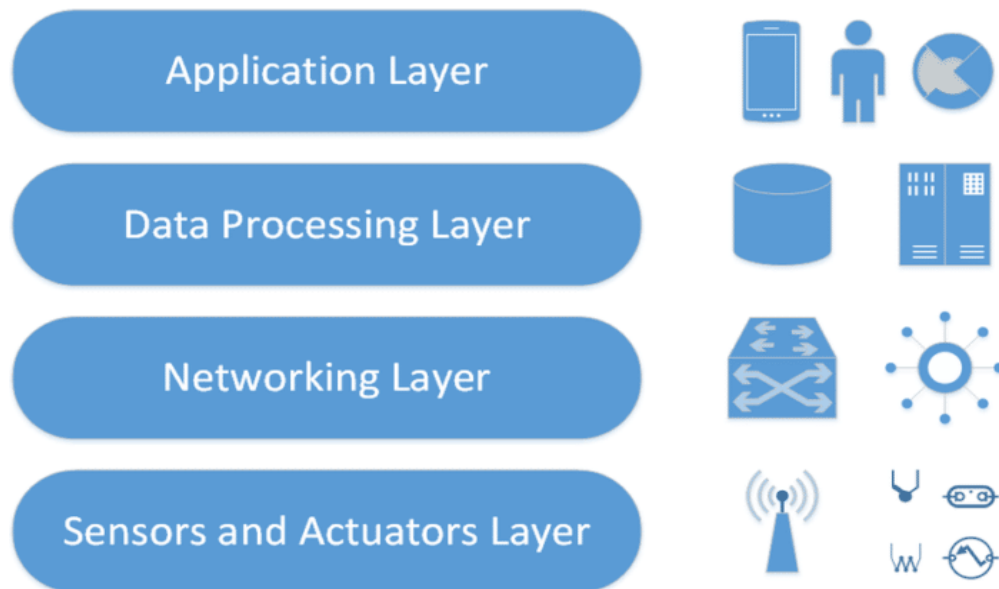 Application Layer
Data Processing Layer
Networking Layer
Sensors and Actuators Layer